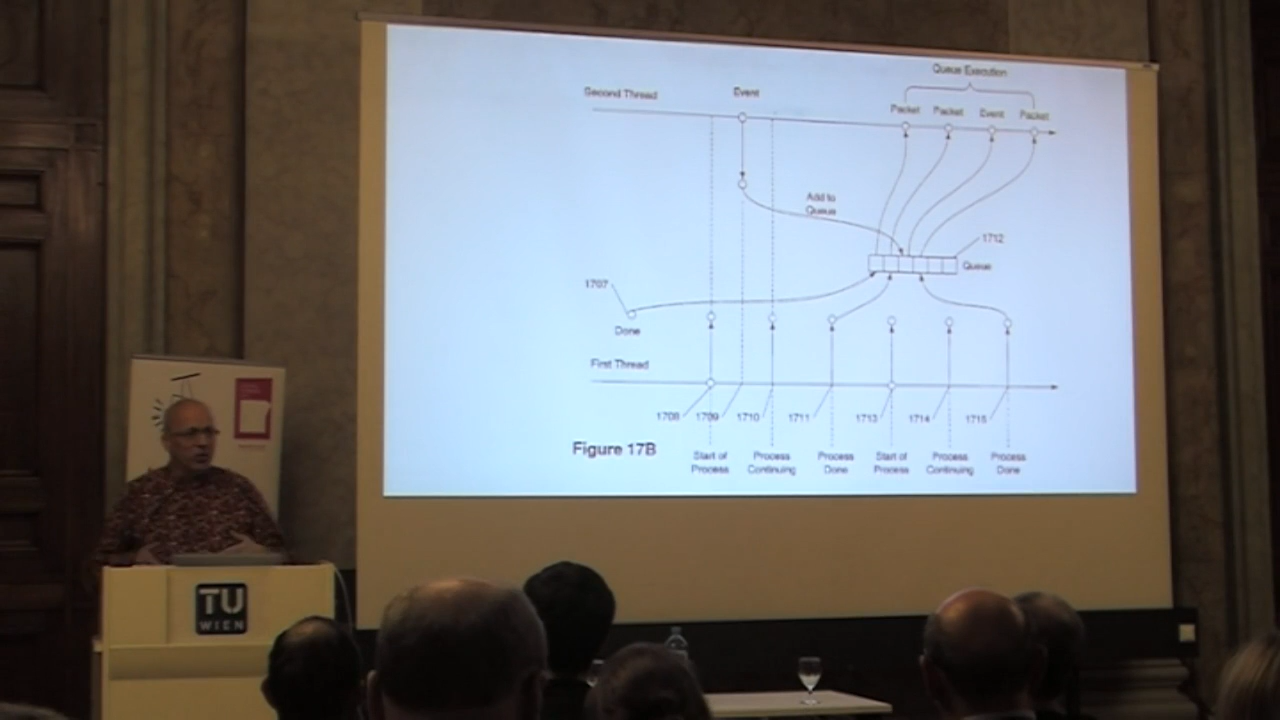 Queue Execution
Second Thread
Event
Packet
Packet
Event
Packet
Add to
Queue
1712
Queue
1707
Done
First Thread
1708
1709
1710
1711
1713
1714
1715
Figure 17B
Start of
Process
Process
Continuing
Process
Done
Start of
Process
Process
Continuing
Process
Done
TU
WIEN